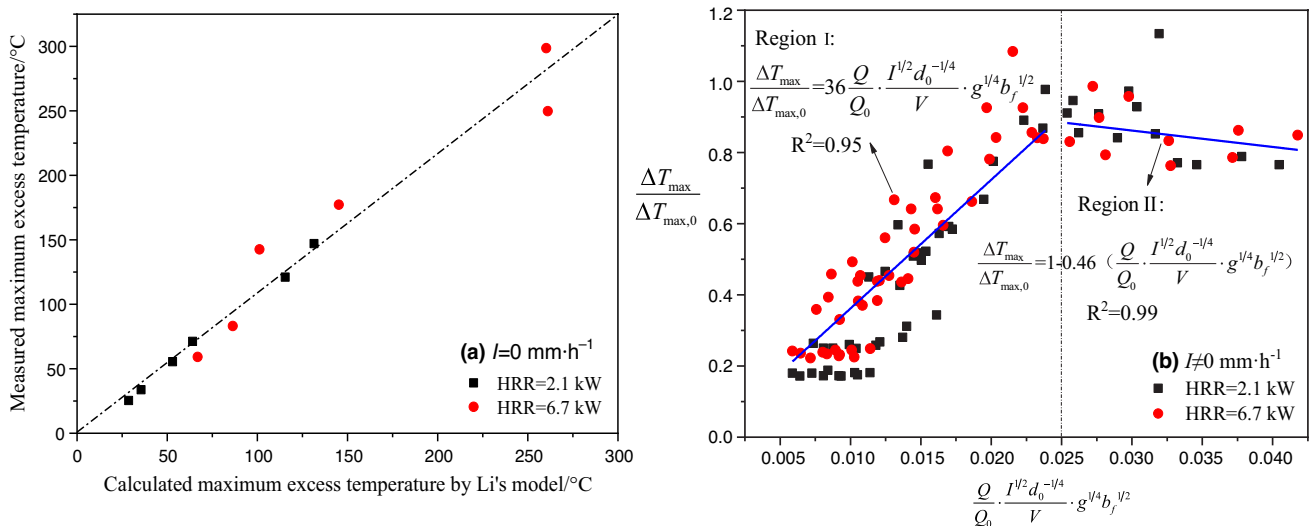 Measured maximum excess temperature/°C
300
250
200
150
100
50
0
0 50 100 150 200 250 300
Calculated maximum excess temperature by Li's model/°C
(a) I=0 mm·h⁻¹
HRR=2.1 kW
HRR=6.7 kW
ΔT_max/ΔT_max,0
1.2
1.0
0.8
0.6
0.4
0.2
0.0
Region I:
ΔT_max/ΔT_max,0=36 Q/Q₀ · I^1/2 d₀^-1/4/V · g^1/4 b_f^1/2
R²=0.95
Region II:
ΔT_max/ΔT_max,0=1-0.46（Q/Q₀ · I^1/2 d₀^-1/4/V · g^1/4 b_f^1/2）
R²=0.99
(b) I≠0 mm·h⁻¹
HRR=2.1 kW
HRR=6.7 kW
0.005 0.010 0.015 0.020 0.025 0.030 0.035 0.040
Q/Q₀ · I^1/2 d₀^-1/4/V · g^1/4 b_f^1/2